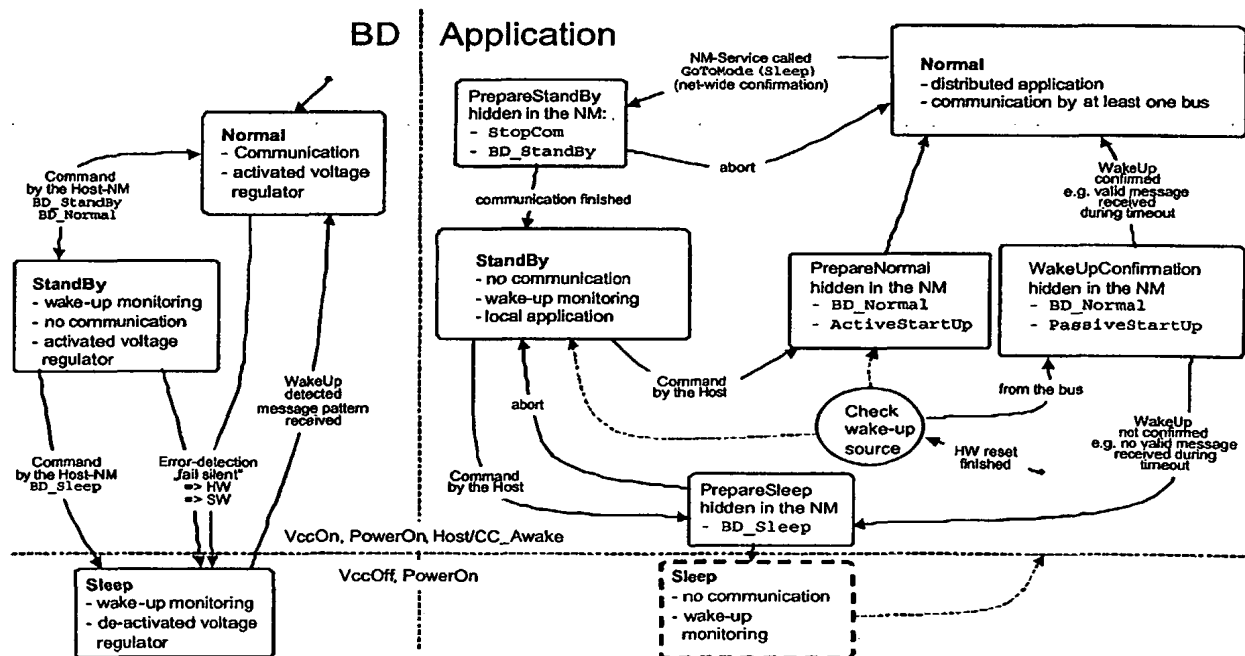 BD
Application
Normal
- Communication
- activated voltage
regulator
Command
by the Host-NM
BD_StandBy
BD_Normal
StandBy
- wake-up monitoring
- no communication
- activated voltage
regulator
WakeUp
detected
message pattern
received
Command
by the Host-NM
BD_Sleep
Error-detection
„fail silent"
=> HW
=> SW
Sleep
- wake-up monitoring
- de-activated voltage
regulator
NM-Service called
GoToMode (Sleep)
(net-wide confirmation)
Normal
- distributed application
- communication by at least one bus
PrepareStandBy
hidden in the NM:
- StopCom
- BD_StandBy
abort
communication finished
WakeUp
confirmed
e.g. valid message
received
during timeout
StandBy
- no communication
- wake-up monitoring
- local application
PrepareNormal
hidden in the NM
- BD_Normal
- ActiveStartUp
WakeUpConfirmation
hidden in the NM
- BD_Normal
- PassiveStartUp
Command
by the Host
abort
from the bus
Check
wake-up
source
HW reset
finished
WakeUp
not confirmed
e.g. no valid message
received during
timeout
Command
by the Host
PrepareSleep
hidden in the NM
- BD_Sleep
VccOn, PowerOn, Host/CC_Awake
VccOff, PowerOn
Sleep
- no communication
- wake-up
monitoring